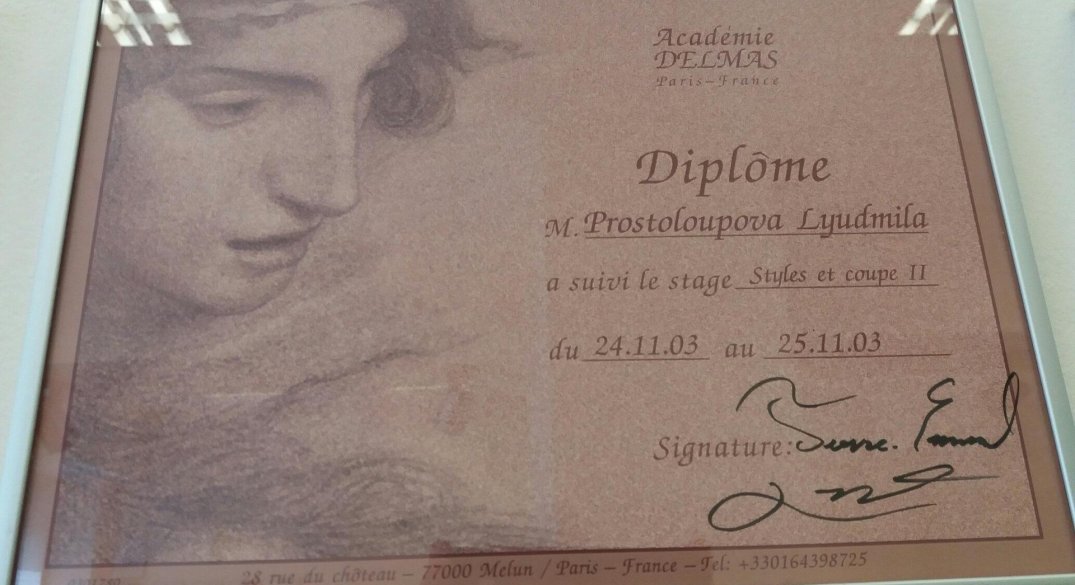 Académie
DELMAS
Paris–France
Diplôme
M. Prostoloupova Lyudmila
a suivi le stage Styles et coupe II
du 24.11.03 au 25.11.03
Signature:
28 rue du château – 77000 Melun / Paris – France – Tel: +330164398725